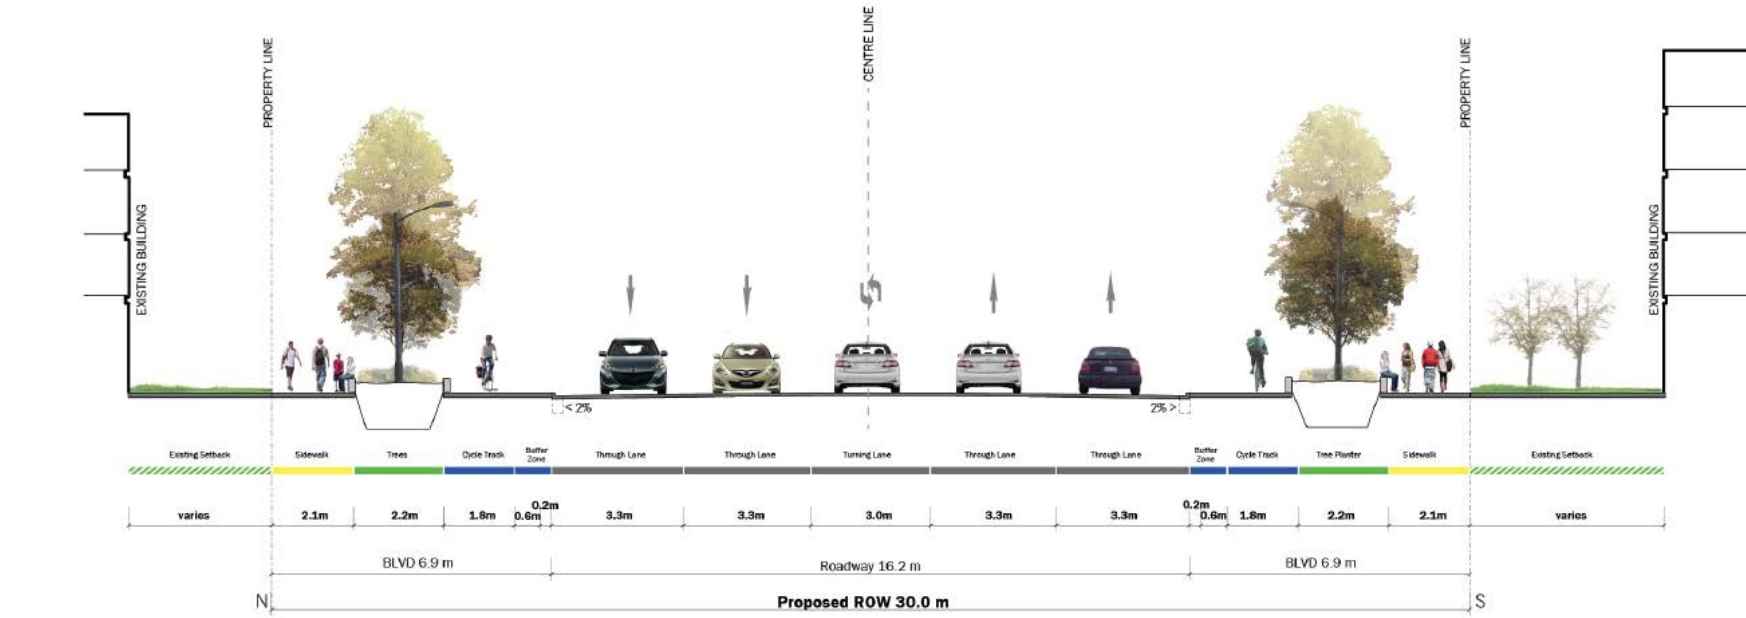 CENTRE LINE
PROPERTY LINE
PROPERTY LINE
EXISTING BUILDING
EXISTING BUILDING
< 2%
2% >
Existing Setback
Sidewalk
Trees
Cycle Track
Buffer
Zone
Through Lane
Through Lane
Turning Lane
Through Lane
Through Lane
Buffer
Zone
Cycle Track
Tree Planter
Sidewalk
Existing Setback
varies
2.1m
2.2m
1.8m
0.6m
0.2m
3.3m
3.3m
3.0m
3.3m
3.3m
0.2m
0.6m
1.8m
2.2m
2.1m
varies
BLVD 6.9 m
Roadway 16.2 m
BLVD 6.9 m
N
Proposed ROW 30.0 m
S